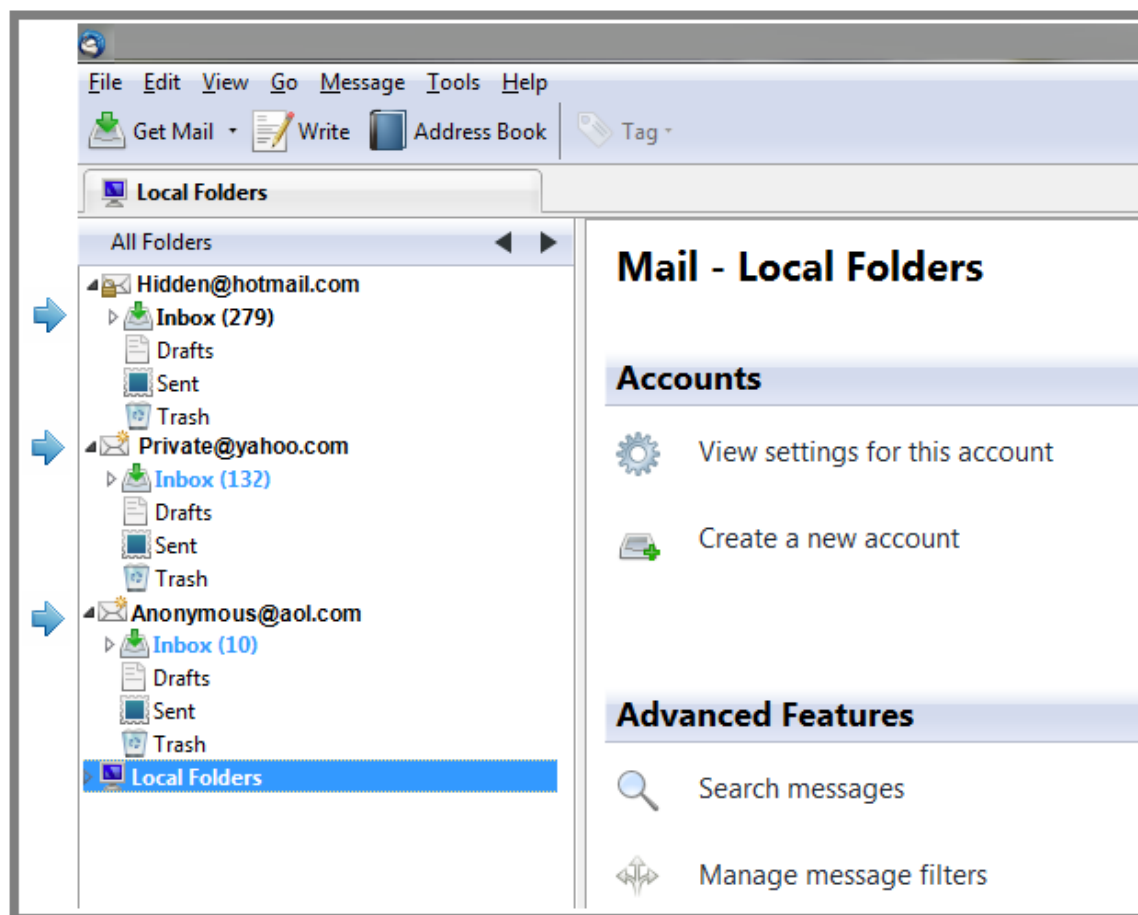 File Edit View Go Message Tools Help
Get Mail Write Address Book Tag
Local Folders
All Folders
Hidden@hotmail.com
Inbox (279)
Drafts
Sent
Trash
Private@yahoo.com
Inbox (132)
Drafts
Sent
Trash
Anonymous@aol.com
Inbox (10)
Drafts
Sent
Trash
Local Folders
Mail - Local Folders
Accounts
View settings for this account
Create a new account
Advanced Features
Search messages
Manage message filters